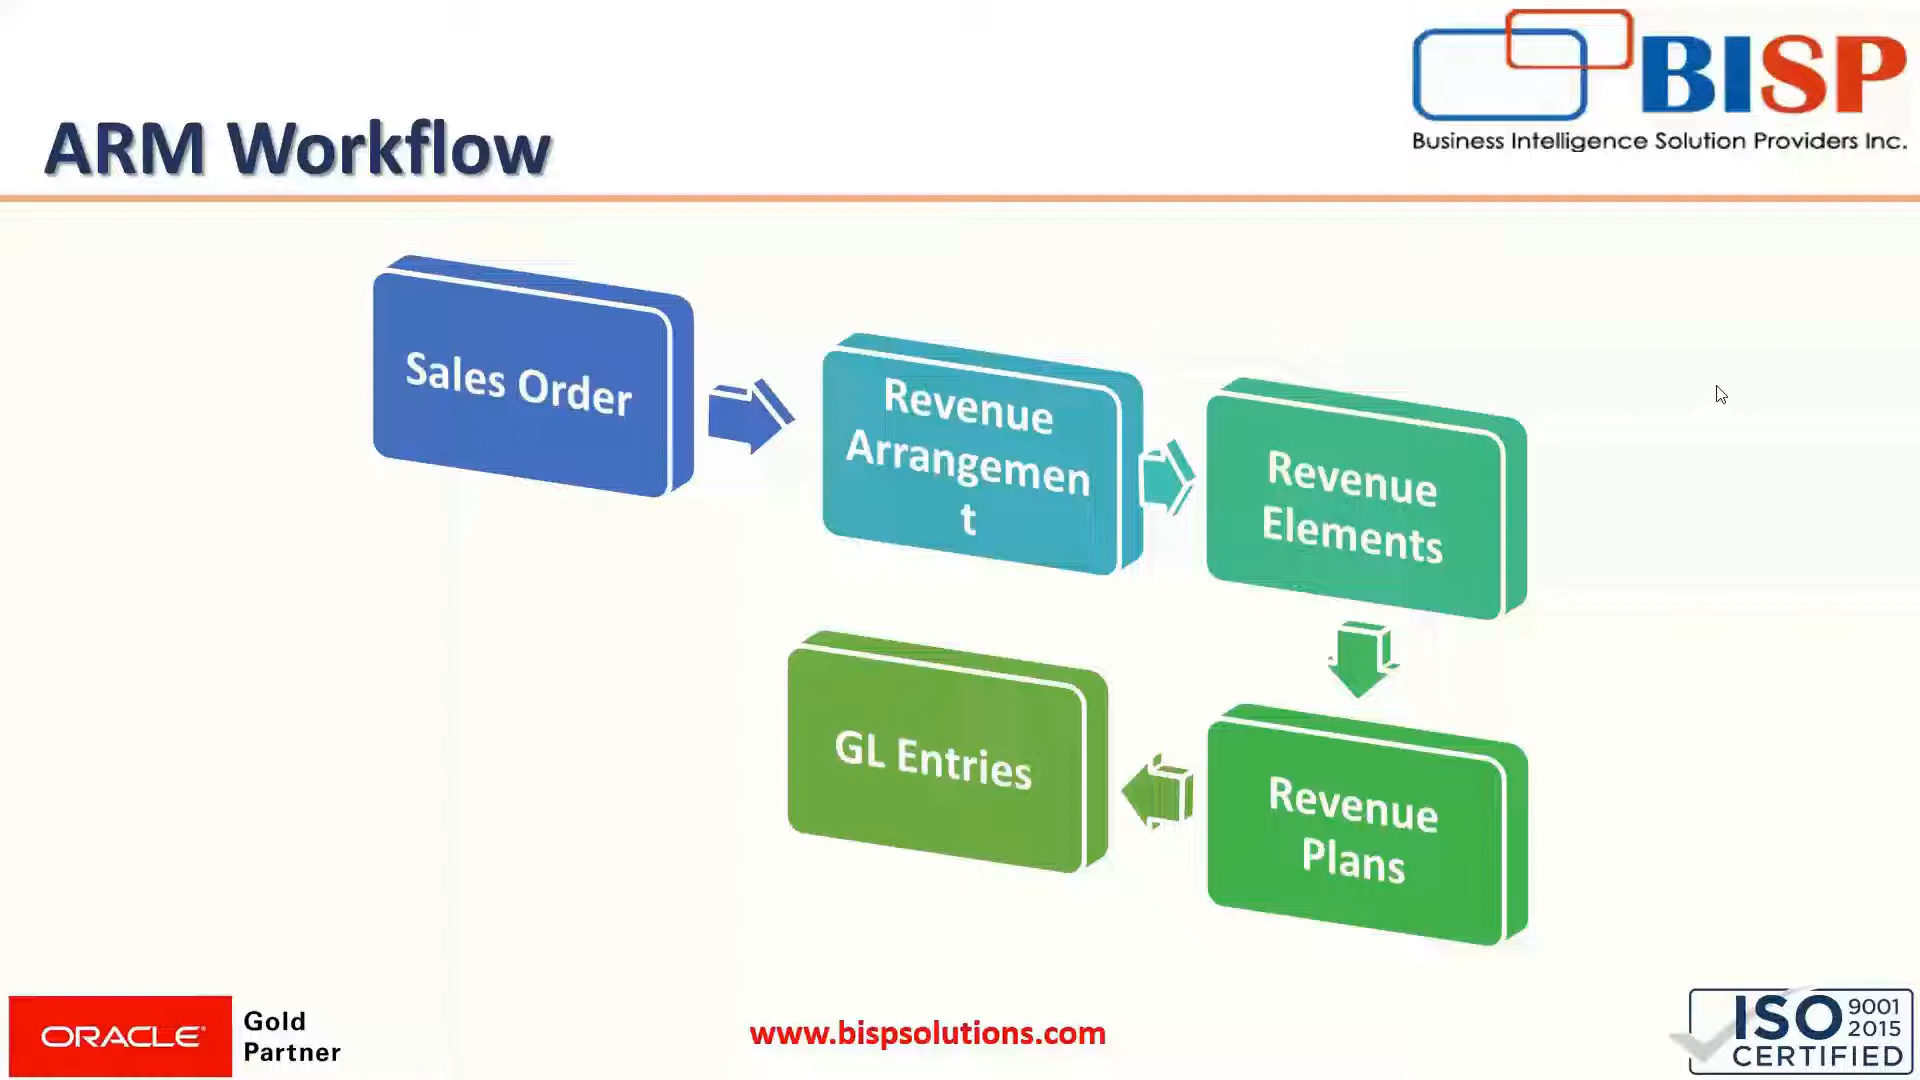 BISP
Business Intelligence Solution Providers Inc.
ARM Workflow
Sales Order
Revenue
Arrangemen
t
Revenue
Elements
Revenue
Plans
GL Entries
ORACLE®
Gold
Partner
www.bispsolutions.com
ISO 9001
2015
CERTIFIED